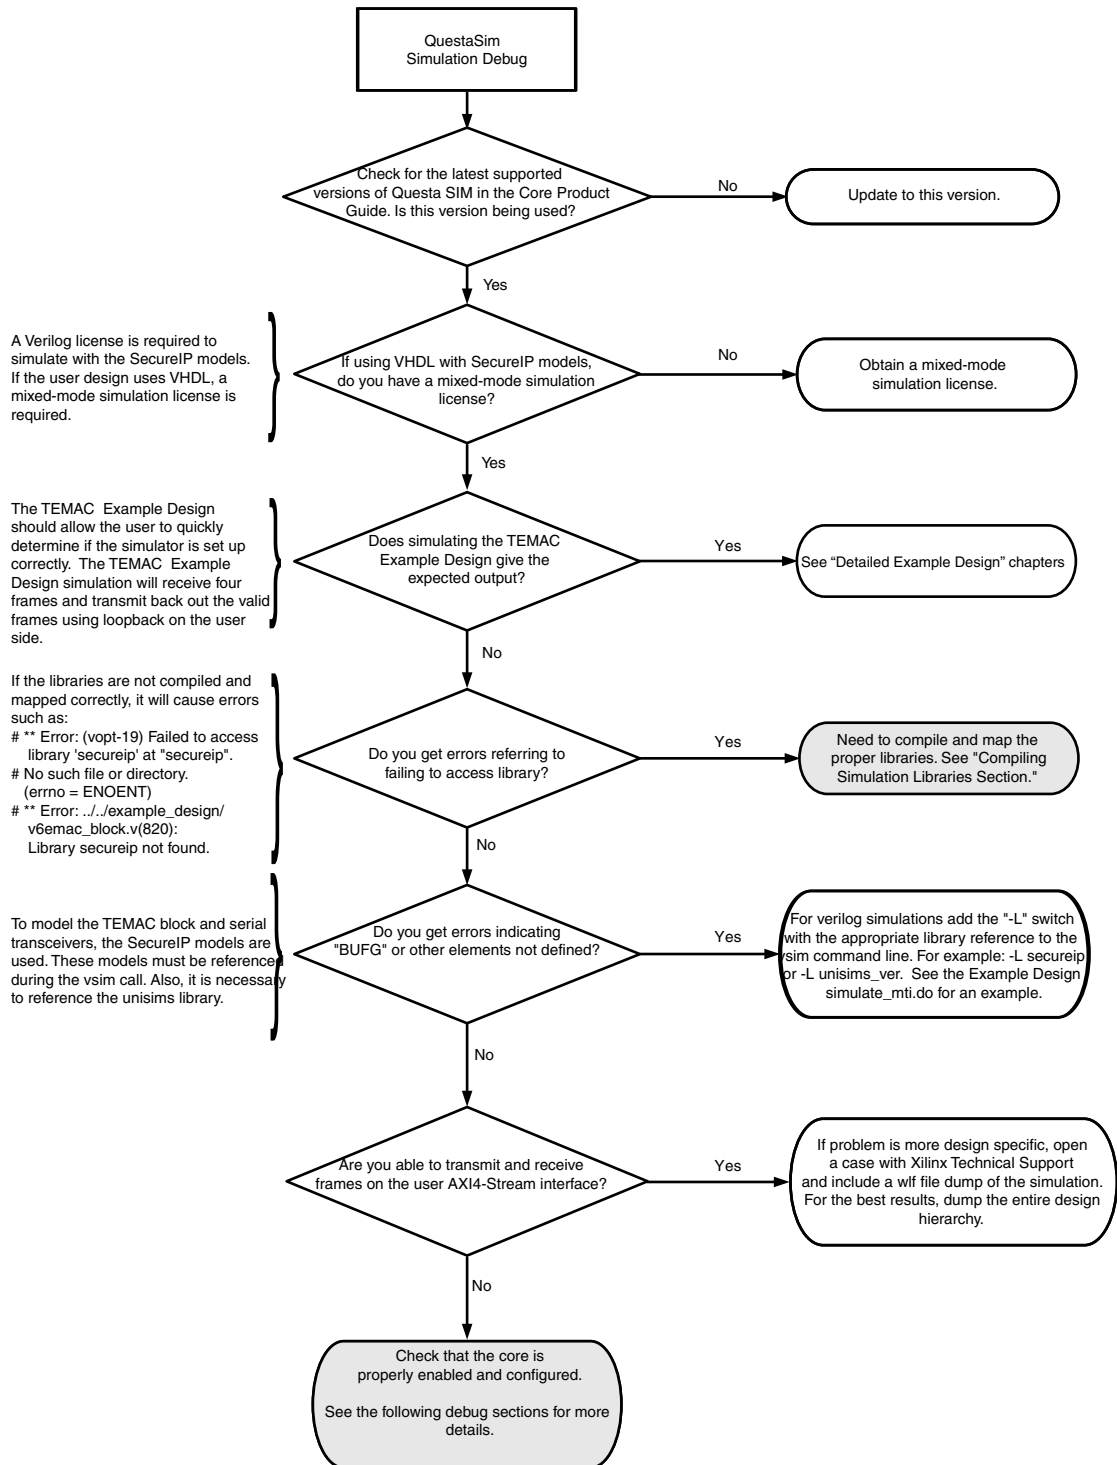 QuestaSim
Simulation Debug
Check for the latest supported
versions of Questa SIM in the Core Product
Guide. Is this version being used?
No
Update to this version.
Yes
A Verilog license is required to
simulate with the SecureIP models.
If the user design uses VHDL, a
mixed-mode simulation license is
required.
If using VHDL with SecureIP models,
do you have a mixed-mode simulation
license?
No
Obtain a mixed-mode
simulation license.
Yes
The TEMAC Example Design
should allow the user to quickly
determine if the simulator is set up
correctly. The TEMAC Example
Design simulation will receive four
frames and transmit back out the valid
frames using loopback on the user
side.
Does simulating the TEMAC
Example Design give the
expected output?
Yes
See “Detailed Example Design” chapters
No
If the libraries are not compiled and
mapped correctly, it will cause errors
such as:
# ** Error: (vopt-19) Failed to access
library 'secureip' at "secureip".
# No such file or directory.
(errno = ENOENT)
# ** Error: ../../example_design/
v6emac_block.v(820):
Library secureip not found.
Do you get errors referring to
failing to access library?
Yes
Need to compile and map the
proper libraries. See "Compiling
Simulation Libraries Section."
No
To model the TEMAC block and serial
transceivers, the SecureIP models are
used. These models must be referenced
during the vsim call. Also, it is necessary
to reference the unisims library.
Do you get errors indicating
"BUFG" or other elements not defined?
Yes
For verilog simulations add the "-L" switch
with the appropriate library reference to the
vsim command line. For example: -L secureip
or -L unisims_ver. See the Example Design
simulate_mti.do for an example.
No
Are you able to transmit and receive
frames on the user AXI4-Stream interface?
Yes
If problem is more design specific, open
a case with Xilinx Technical Support
and include a wlf file dump of the simulation.
For the best results, dump the entire design
hierarchy.
No
Check that the core is
properly enabled and configured.
See the following debug sections for more
details.